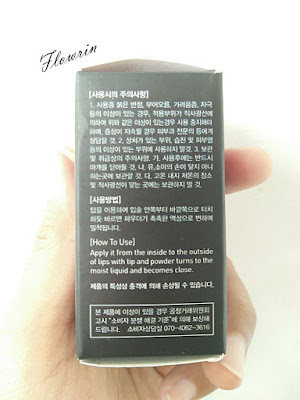 Flowrin
[사용시의 주의사항]
1. 사용중 붉은 반점, 부어오름, 가려움증, 자극
등의 이상이 있는 경우, 적용부위가 직사광선에
의하여 위와 같은 이상이 있는경우 사용 중지해야
하며, 증상이 지속될 경우 피부과 전문의 등에게
상담할 것. 2. 상처가 있는 부위, 습진 및 피부염
등의 이상이 있는 부위에 사용하지말 것. 3. 보관
및 취급상의 주의사항. 가. 사용후에는 반드시
마개를 닫아둘 것. 나. 유,소아의 손이 닿지 아니
하는곳에 보관할 것. 다. 고온 내지 저온의 장소
및 직사광선이 닿는 곳에는 보관하지 말 것.
[사용방법]
팁을 이용하여 입술 안쪽부터 바깥쪽으로 터치
하듯 바르면 파우더가 촉촉한 액상으로 변하며
밀착됩니다.
[How To Use]
Apply it from the inside to the outside
of lips with tip and powder turns to the
moist liquid and becomes close.
제품의 특성상 충격에 의해 손상될 수 있습니다.
본 제품에 이상이 있을 경우 공정거래위원회
고시 "소비자 분쟁 해결 기준"에 의해 보상해
드립니다. 소비자상담실 070-4062-3616